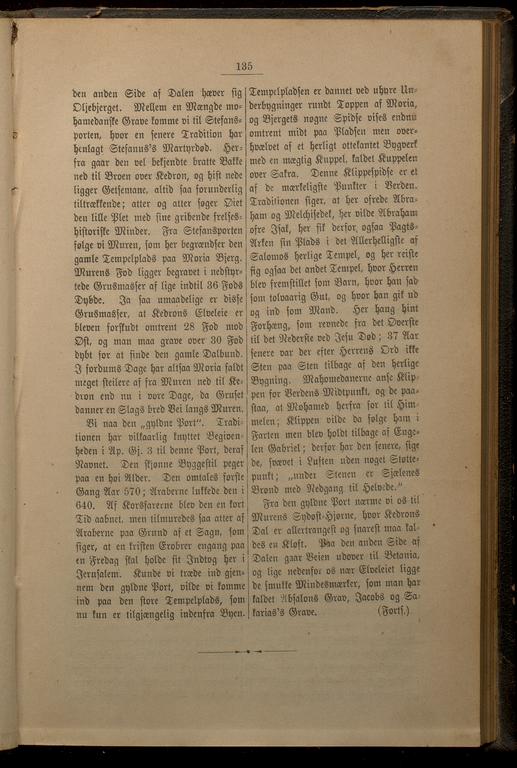 135
den anden Side af Dalen hæver sig
Oljebjerget. Mellem en Mængde mo-
hamedanske Grave komme vi til Stefans-
porten, hvor en senere Tradition har
henlagt Stefanus's Martyrdød. Her-
fra gaar den vel bekjendte bratte Bakke
ned til Broen over Kedron, og hist nede
ligger Getsemane, altid saa forunderlig
tiltrækkende; atter og atter søger Øiet
den lille Plet med sine gribende frelses-
historiske Minder. Fra Stefansporten
følge vi Muren, som her begrændser den
gamle Tempelplads paa Moria Bjerg.
Murens Fod ligger begravet i nedstyr-
tede Grusmasser af lige indtil 36 Fods
Dybde. Ja saa umaadelige er disse
Grusmasser, at Kedrons Elveleie er
bleven forskudt omtrent 28 Fod mod
Øst, og man maa grave over 30 Fod
dybt for at finde den gamle Dalbund.
I fordums Dage har altsaa Moria faldt
meget steilere af fra Muren ned til Ke-
dron end nu i vore Dage, da Gruset
danner en Slags bred Vei langs Muren.
Vi naa den „gyldne Port". Tradi-
tionen har vilkaarlig knyttet Begiven-
heden i Ap. Gj. 3 til denne Port, deraf
Navnet. Den skjønne Byggestil peger
paa en høi Alder. Den omtales første
Gang Aar 570; Araberne lukkede den i
640. Af Korsfarerne blev den en kort
Tid aabnet, men tilmuredes saa atter af
Araberne paa Grund af et Sagn, som
siger, at en kristen Erobrer engang paa
en Fredag skal holde sit Indtog her i
Jerusalem. Kunde vi træde ind gjen-
nem den gyldne Port, vilde vi komme
ind paa den store Tempelplads, som
nu kun er tilgjængelig indenfra Byen.
Tempelpladsen er dannet ved uhyre Un-
derbygninger rundt Toppen af Moria,
og Bjergets nøgne Spidse vises endnu
omtrent midt paa Pladsen men over-
hvælvet af et herligt ottekantet Bygverk
med en mægtig Kuppel, kaldet Kuppelen
over Sakra. Denne Klippespidse er et
af de mærkeligste Punkter i Verden.
Traditionen siger, at her ofrede Abra-
ham og Melchisedek, her vilde Abraham
ofre Isak, her fik derfor ogsaa Pagts-
Arken sin Plads i det Allerhelligste af
Salomos herlige Tempel, og her reiste
sig ogsaa det andet Tempel, hvor Herren
blev fremstillet som Barn, hvor han sad
som tolvaarig Gut, og hvor han gik ud
og ind som Mand. Her hang hint
Forhæng, som revnede fra det Øverste
til det Nederste ved Jesu Død; 37 Aar
senere var der efter Herrens Ord ikke
Sten paa Sten tilbage af den herlige
Bygning. Mahomedanerne anse Klip-
pen for Verdens Midtpunkt, og de paa-
staa, at Mohamed herfra for til Him-
melen; Klippen vilde da følge ham i
Farten men blev holdt tilbage af Enge-
len Gabriel; derfor har den senere, sige
de, svævet i Luften uden noget Støtte-
punkt; „under Stenen er Sjælenes
Brønd med Nedgang til Helvede."
Fra den gyldne Port nærme vi os til
Murens Sydøst-Hjørne, hvor Kedrons
Dal er allertrangest og snarest maa kal-
des en Kløft. Paa den anden Side af
Dalen gaar Veien udover til Betania,
og lige nedenfor os nær Elveleiet ligge
de smukke Mindesmærker, som man har
kaldet Absalons Grav, Jacobs og Sa-
karias's Grave. (Forts.)